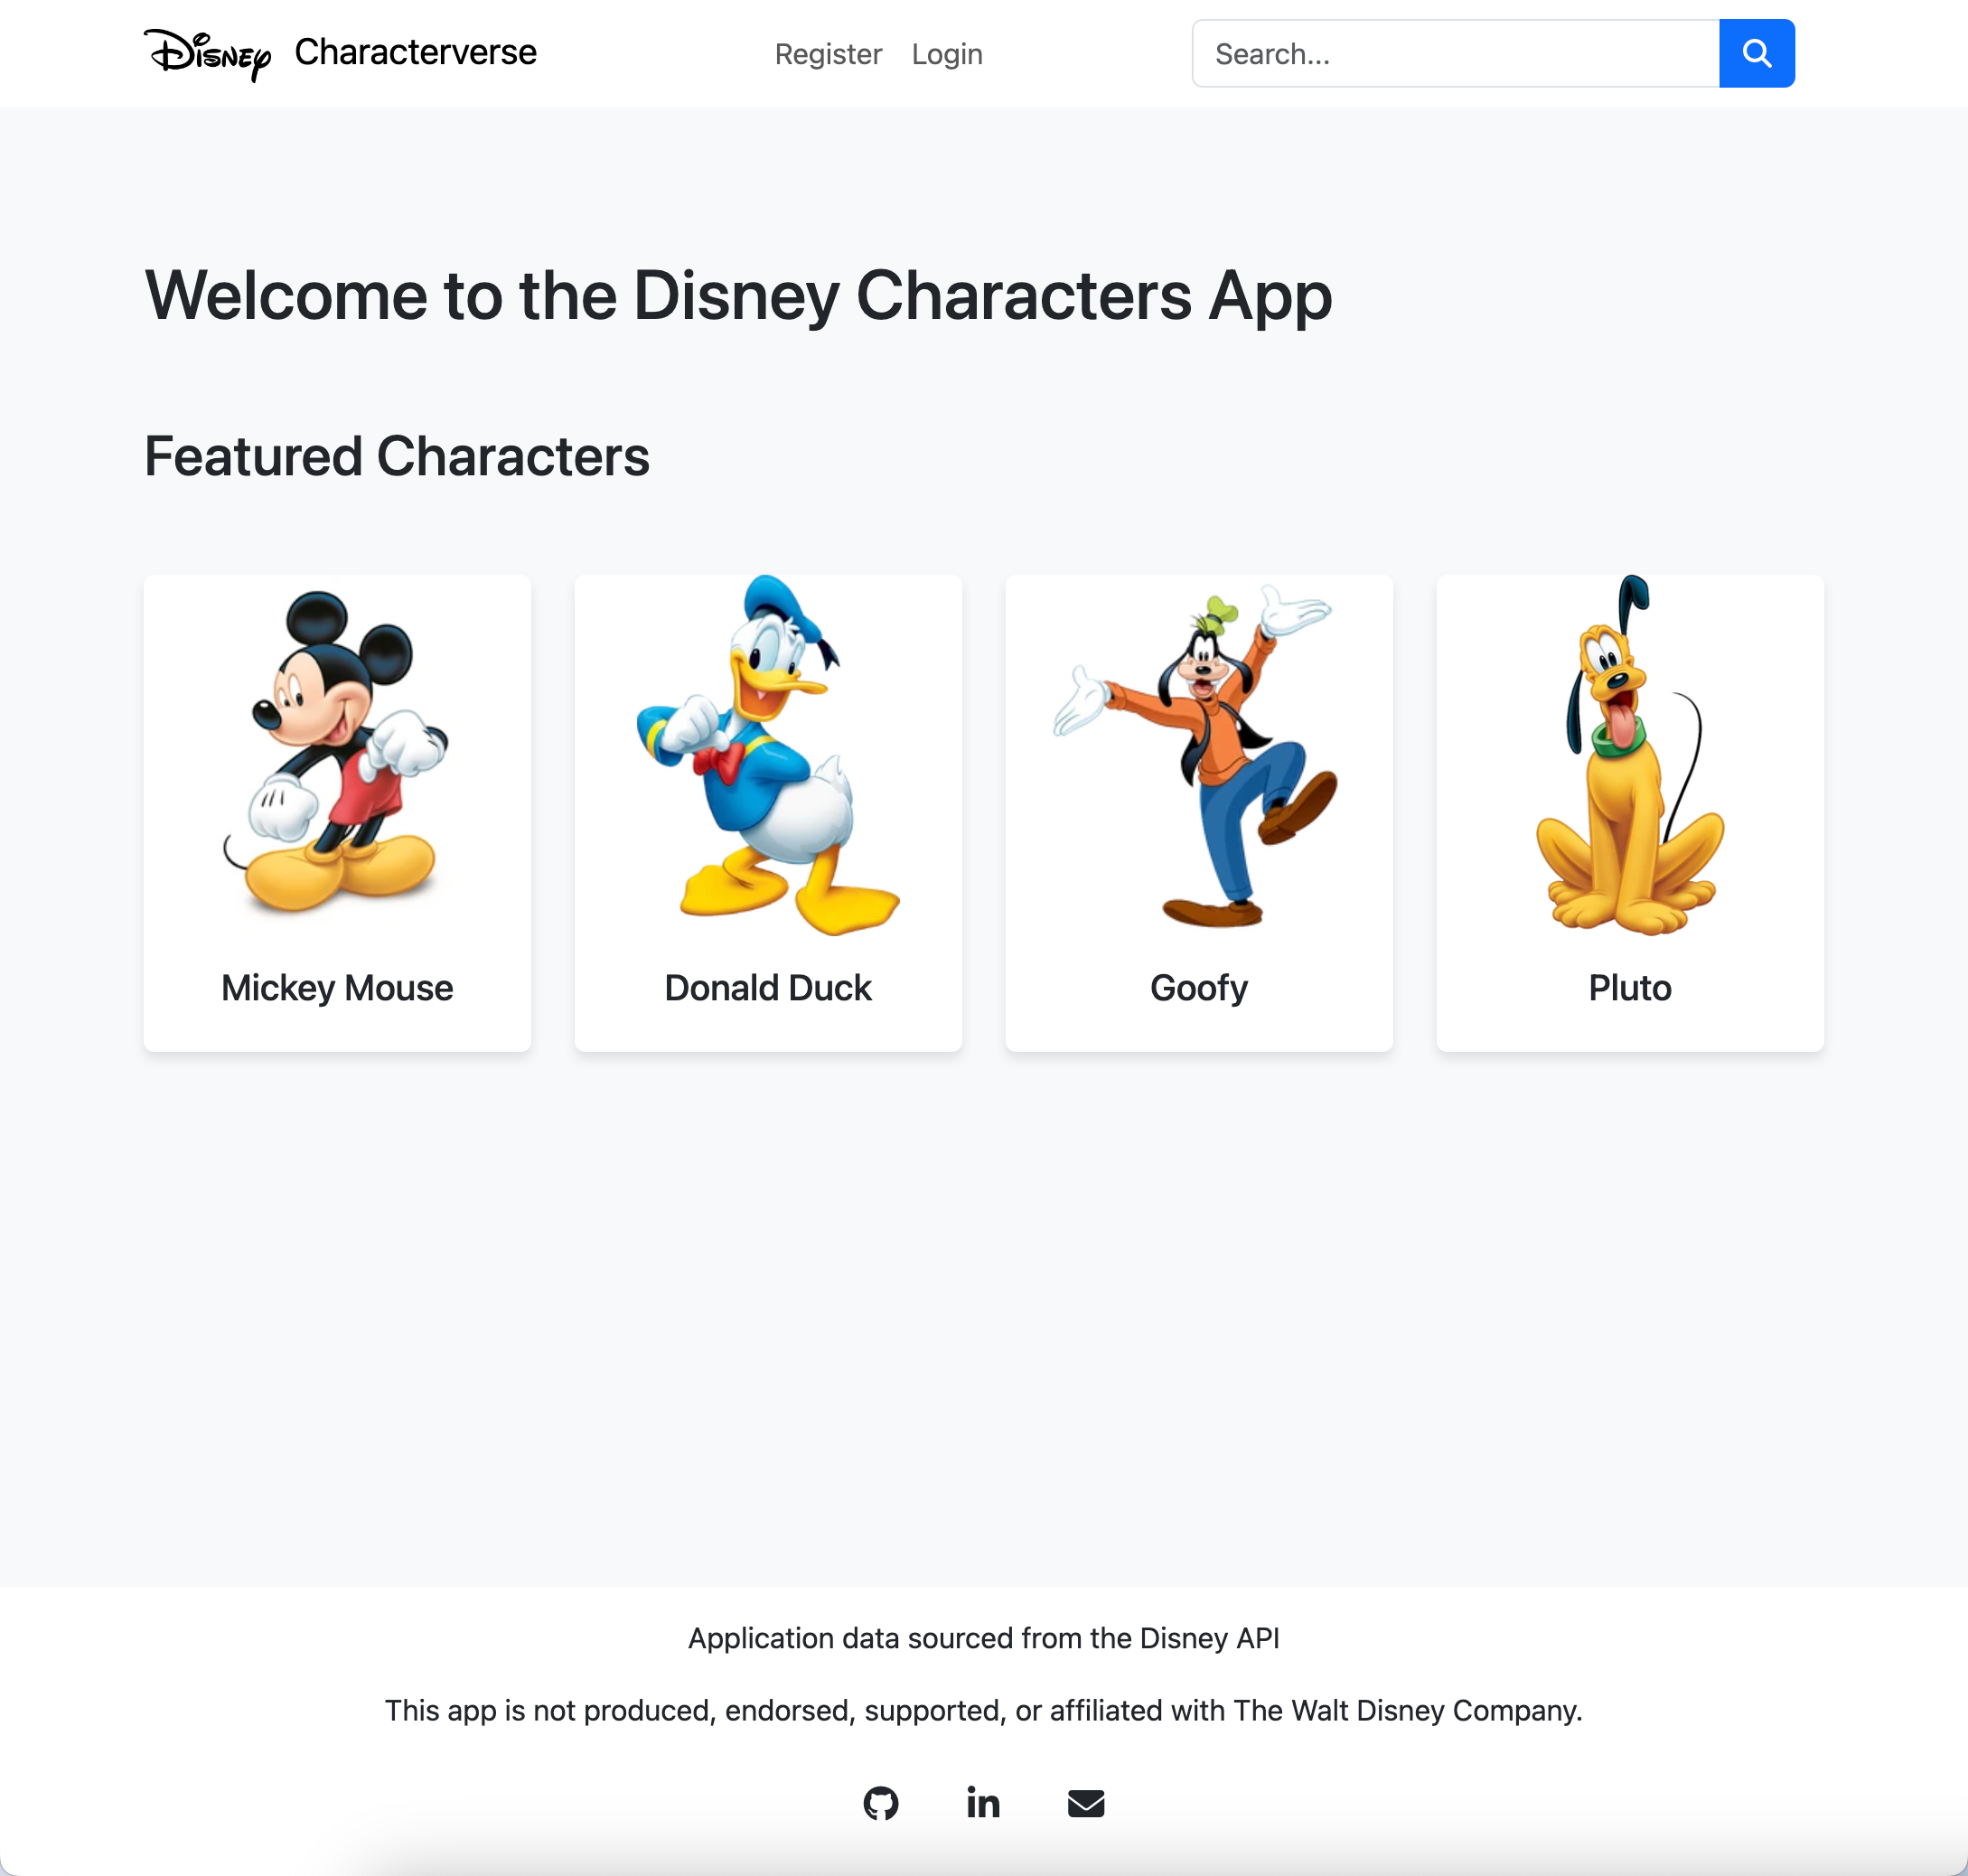 Disney Characterverse Register Login Search...
Welcome to the Disney Characters App
Featured Characters
Mickey Mouse Donald Duck Goofy Pluto
Application data sourced from the Disney API
This app is not produced, endorsed, supported, or affiliated with The Walt Disney Company.
in